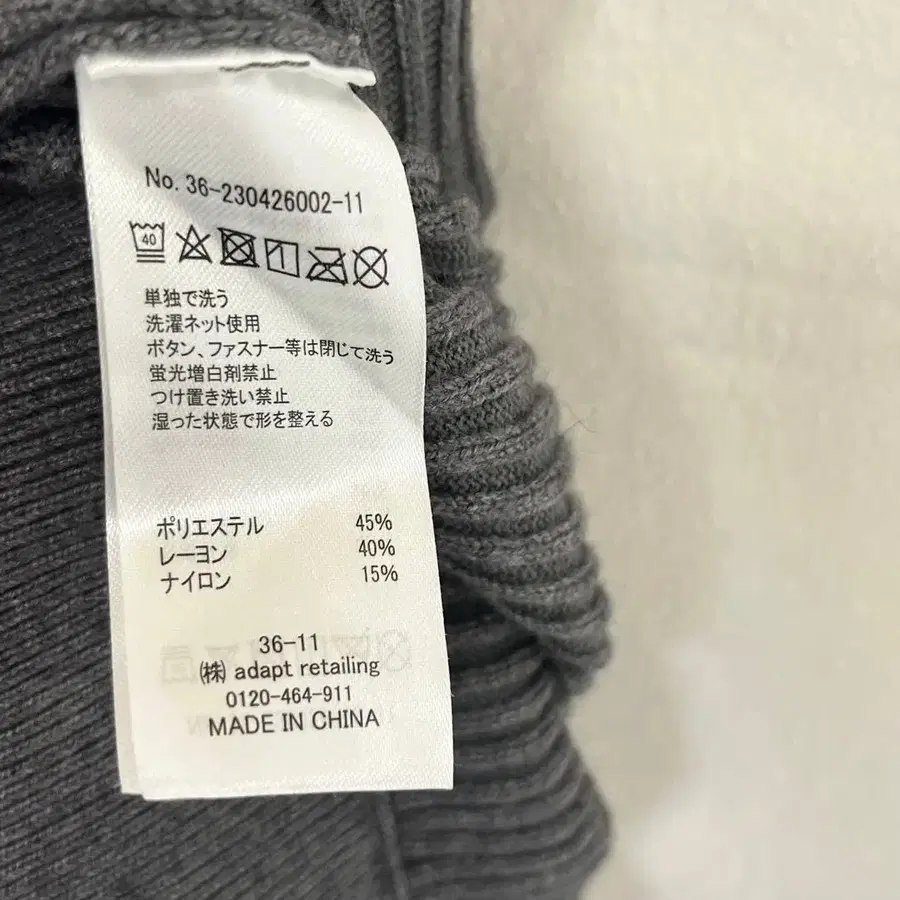 No. 36-230426002-11
40
単独で洗う
洗濯ネット使用
ボタン、ファスナー等は閉じて洗う
蛍光増白剤禁止
つけ置き洗い禁止
湿った状態で形を整える
ポリエステル 45%
レーヨン 40%
ナイロン 15%
36-11
(株) adapt retailing
0120-464-911
MADE IN CHINA